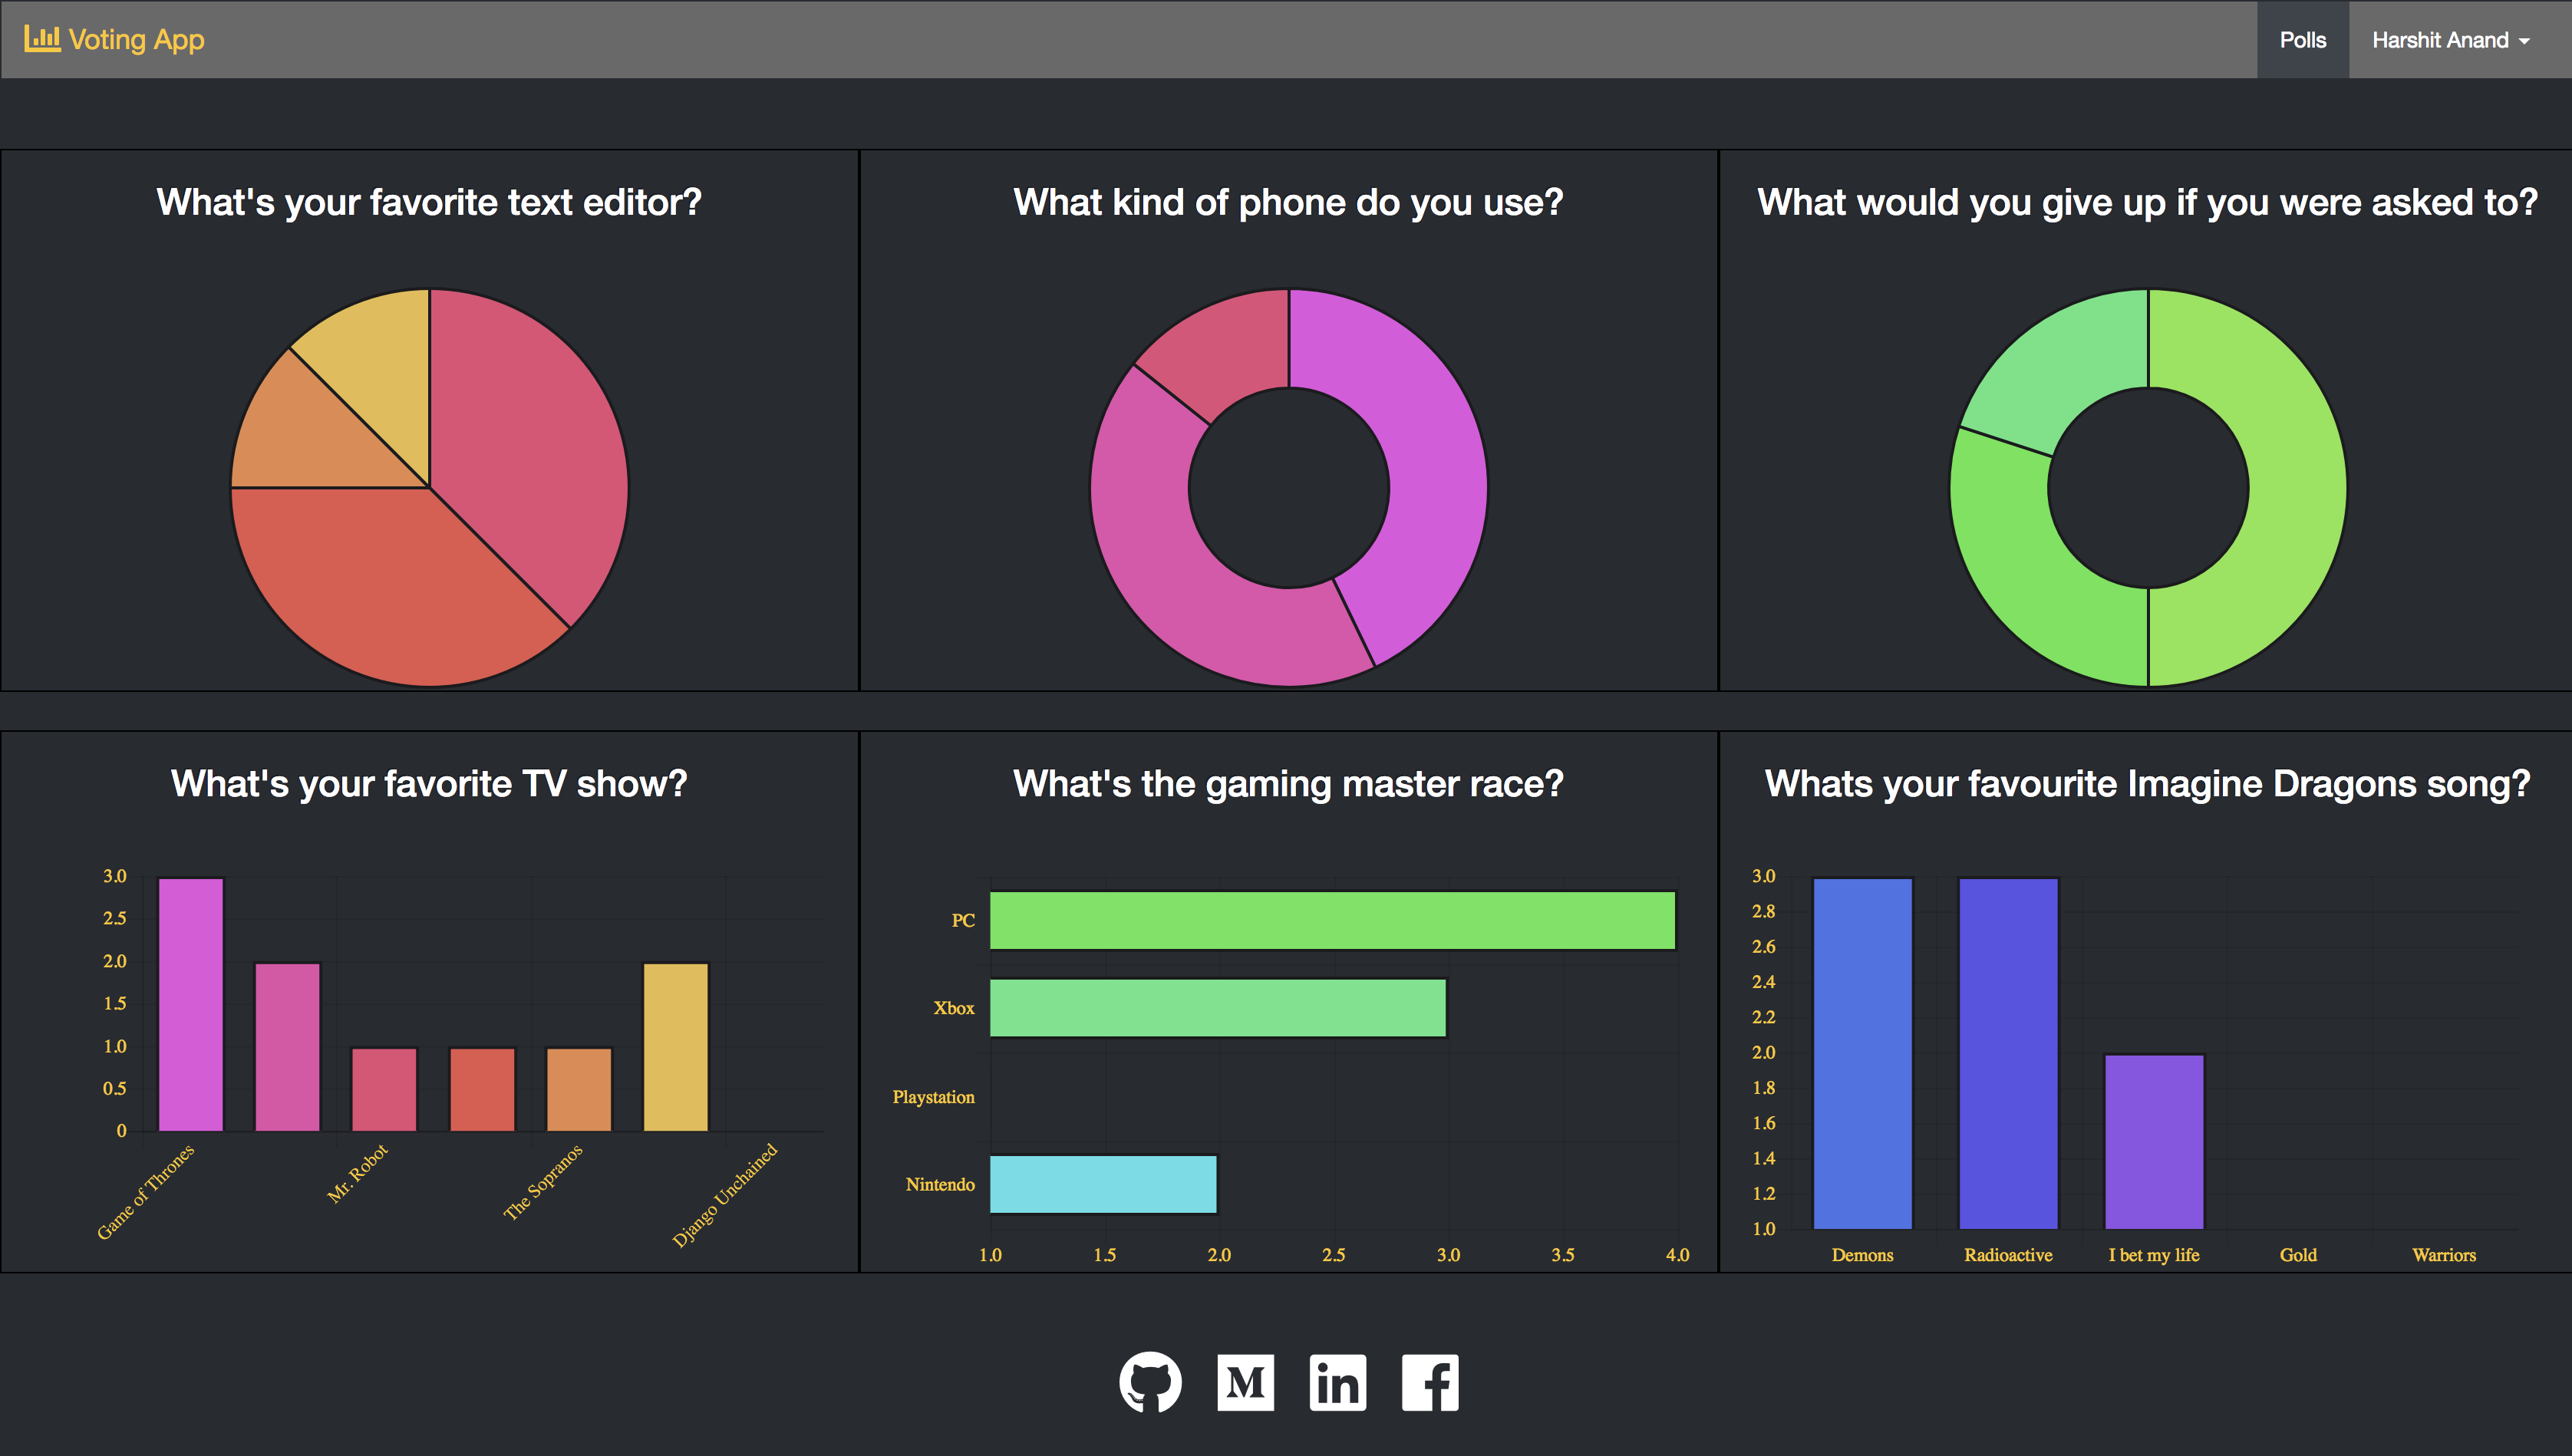 Voting App
Polls
Harshit Anand
What's your favorite text editor?
What kind of phone do you use?
What would you give up if you were asked to?
What's your favorite TV show?
3.0
2.5
2.0
1.5
1.0
0.5
0
Game of Thrones
Mr. Robot
The Sopranos
Django Unchained
What's the gaming master race?
PC
Xbox
Playstation
Nintendo
1.0 1.5 2.0 2.5 3.0 3.5 4.0
Whats your favourite Imagine Dragons song?
3.0
2.8
2.6
2.4
2.2
2.0
1.8
1.6
1.4
1.2
1.0
Demons Radioactive I bet my life Gold Warriors
M in f